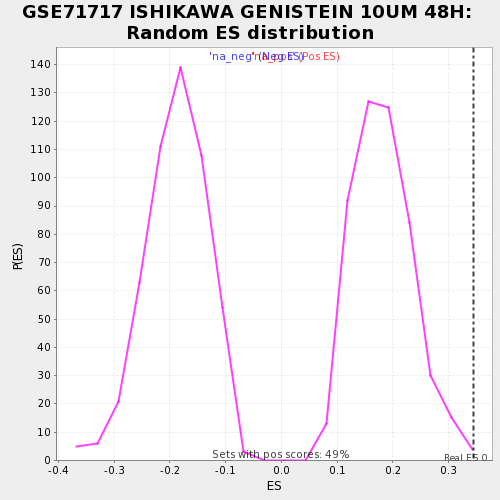 GSE71717 ISHIKAWA GENISTEIN 10UM 48H:
Random ES distribution
'na_neg' (Neg ES) 'na_pos' (Pos ES)
140
130
120
110
100
90
80
70
60
50
40
30
20
10
0
P(ES)
Sets with pos scores: 49%
Real ES 0
-0.4 -0.3 -0.2 -0.1 0.0 0.1 0.2 0.3
ES